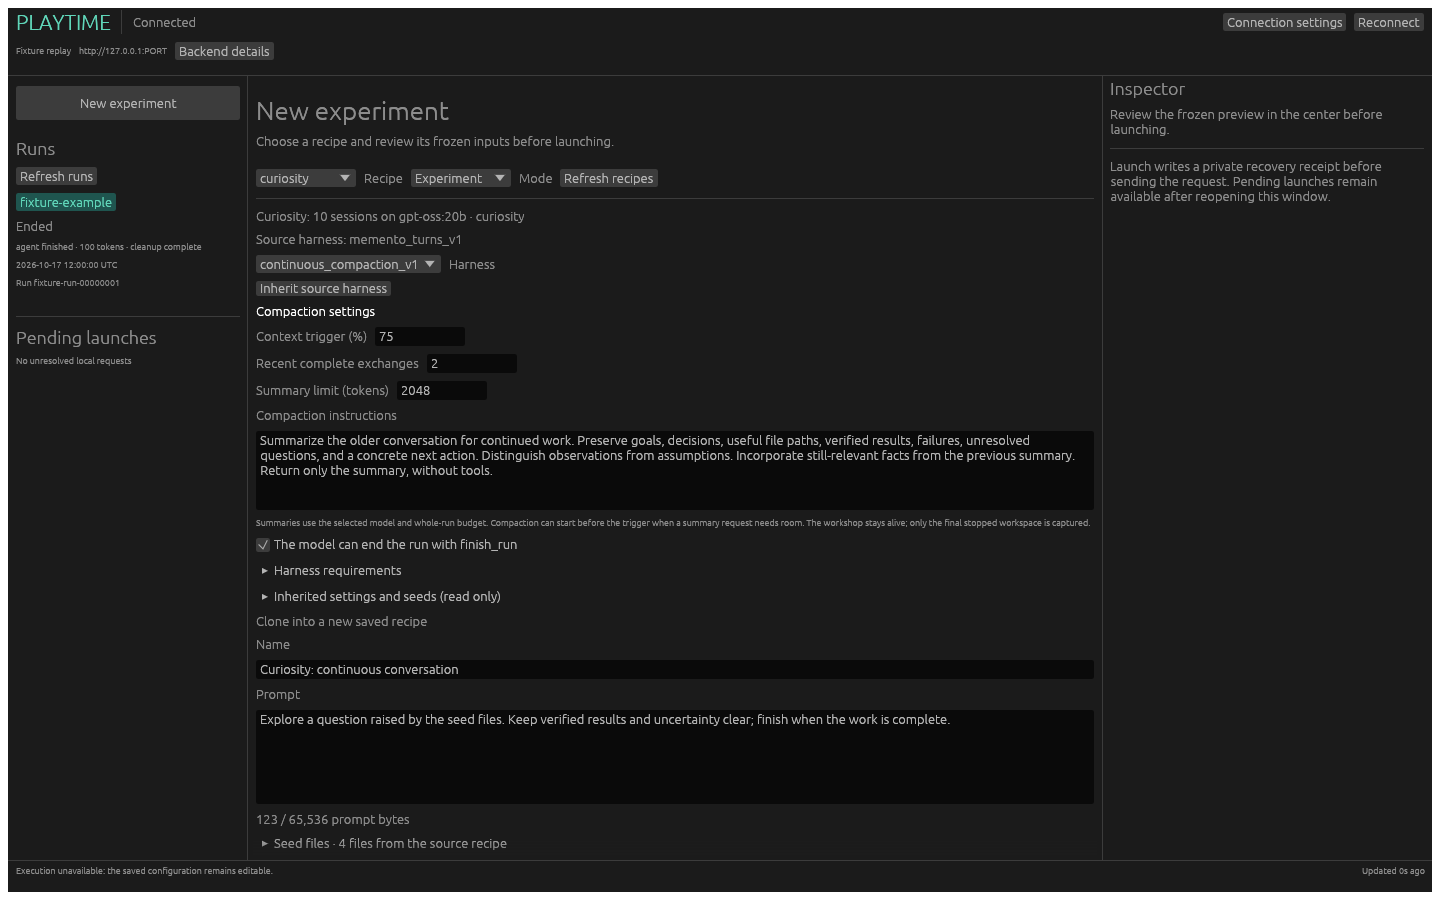 PLAYTIME
Connected
Connection settings
Reconnect
Fixture replay http://127.0.0.1:PORT
Backend details
New experiment
Runs
Refresh runs
fixture-example
Ended
agent finished · 100 tokens · cleanup complete
2026-10-17 12:00:00 UTC
Run fixture-run-00000001
Pending launches
No unresolved local requests
New experiment
Choose a recipe and review its frozen inputs before launching.
curiosity Recipe Experiment Mode Refresh recipes
Curiosity: 10 sessions on gpt-oss:20b · curiosity
Source harness: memento_turns_v1
continuous_compaction_v1 Harness
Inherit source harness
Compaction settings
Context trigger (%) 75
Recent complete exchanges 2
Summary limit (tokens) 2048
Compaction instructions
Summarize the older conversation for continued work. Preserve goals, decisions, useful file paths, verified results, failures, unresolved
questions, and a concrete next action. Distinguish observations from assumptions. Incorporate still-relevant facts from the previous summary.
Return only the summary, without tools.
Summaries use the selected model and whole-run budget. Compaction can start before the trigger when a summary request needs room. The workshop stays alive; only the final stopped workspace is captured.
The model can end the run with finish_run
Harness requirements
Inherited settings and seeds (read only)
Clone into a new saved recipe
Name
Curiosity: continuous conversation
Prompt
Explore a question raised by the seed files. Keep verified results and uncertainty clear; finish when the work is complete.
123 / 65,536 prompt bytes
Seed files · 4 files from the source recipe
Inspector
Review the frozen preview in the center before
launching.
Launch writes a private recovery receipt before
sending the request. Pending launches remain
available after reopening this window.
Execution unavailable: the saved configuration remains editable.
Updated 0s ago